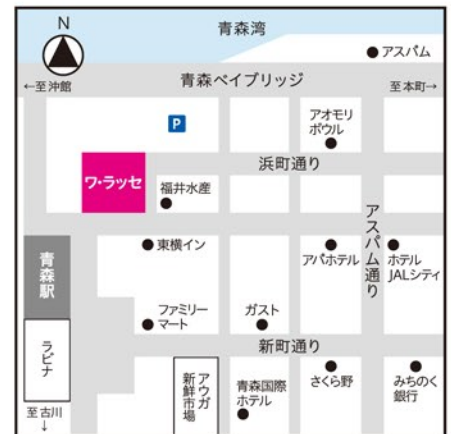 N
青森湾
アスパム
←至沖館
青森ベイブリッジ
至本町→
P
アオモリ
ボウル
浜町通り
ワ・ラッセ
福井水産
アスパム通り
東横イン
アパホテル
ホテル
JALシティ
青森駅
ファミリー
マート
ガスト
新町通り
ラビナ
アウガ
新鮮市場
青森国際
ホテル
さくら野
みちのく
銀行
至古川
↓